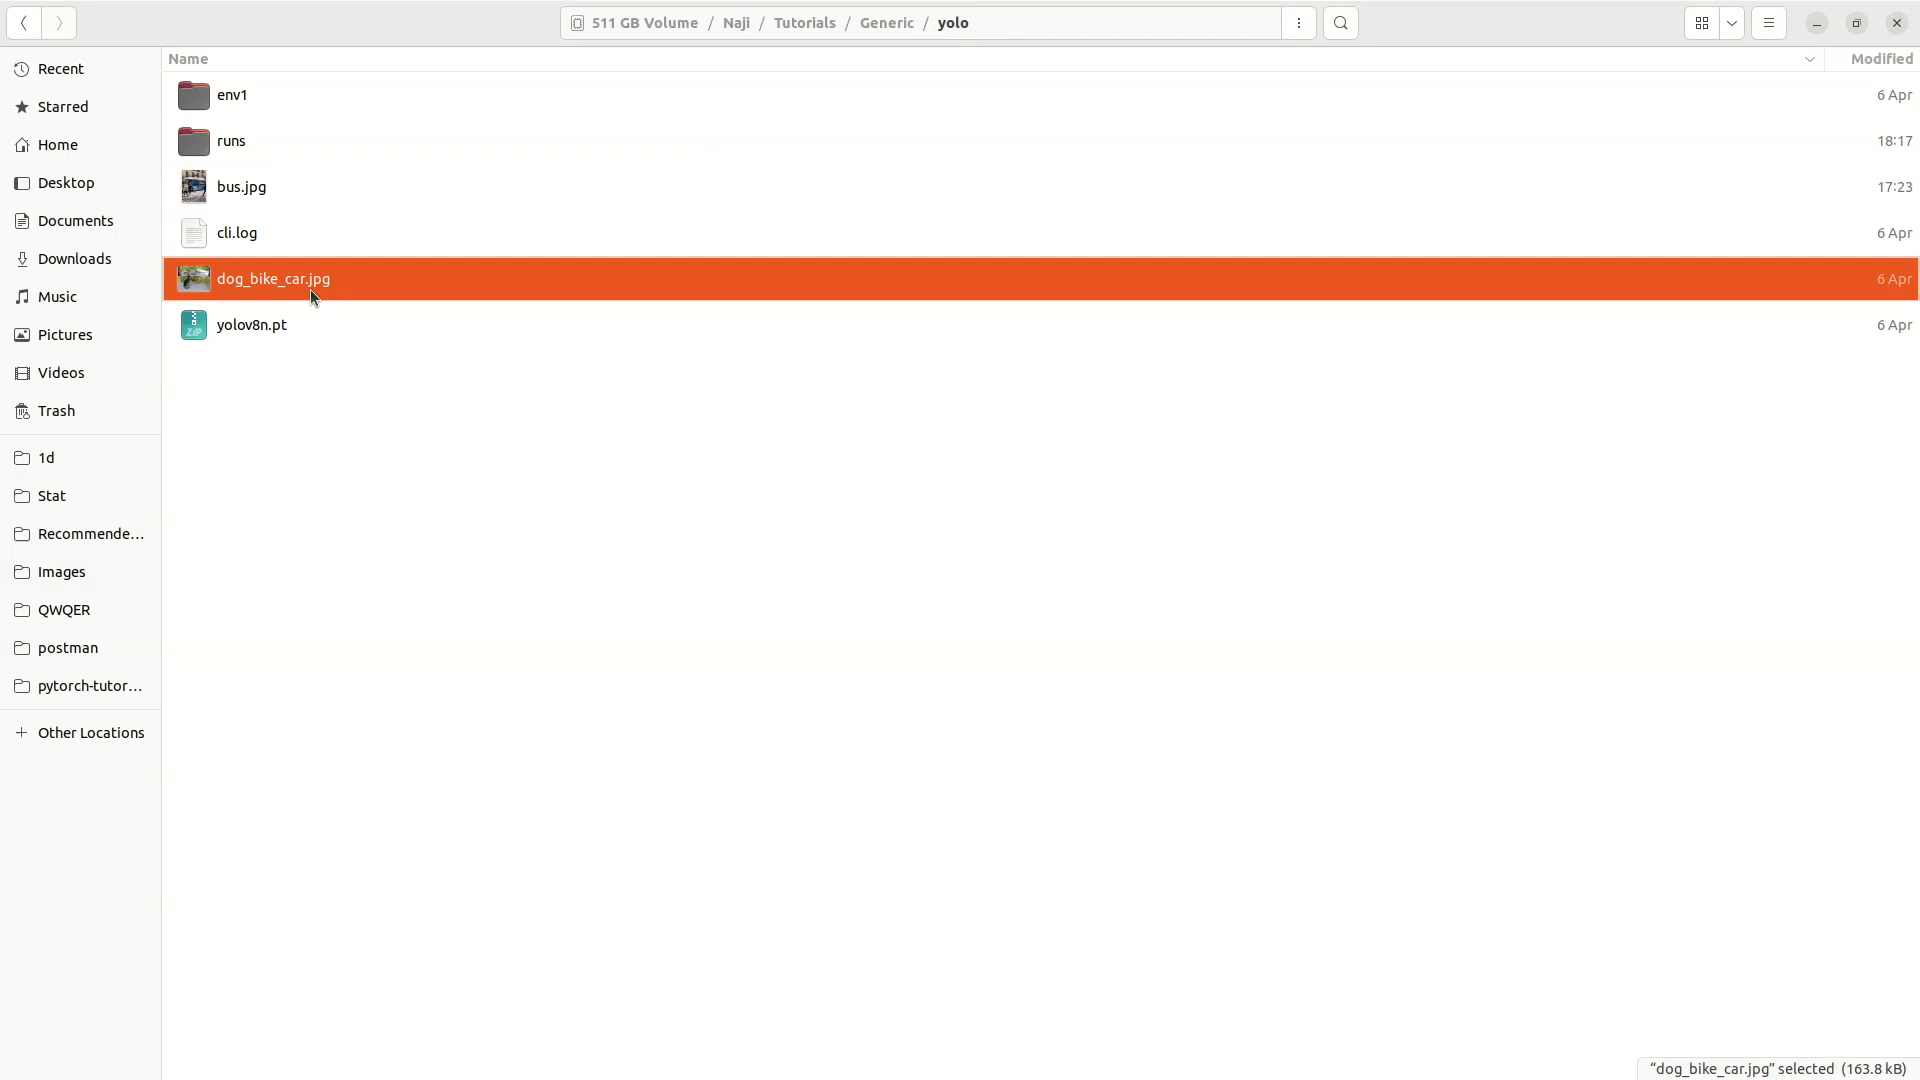 511 GB Volume / Naji / Tutorials / Generic / yolo
Name Modified
Recent
Starred
Home
Desktop
Documents
Downloads
Music
Pictures
Videos
Trash
1d
Stat
Recommende…
Images
QWQER
postman
pytorch-tutor…
Other Locations
env1 6 Apr
runs 18:17
bus.jpg 17:23
cli.log 6 Apr
dog_bike_car.jpg 6 Apr
ZIP
yolov8n.pt 6 Apr
“dog_bike_car.jpg” selected (163.8 kB)